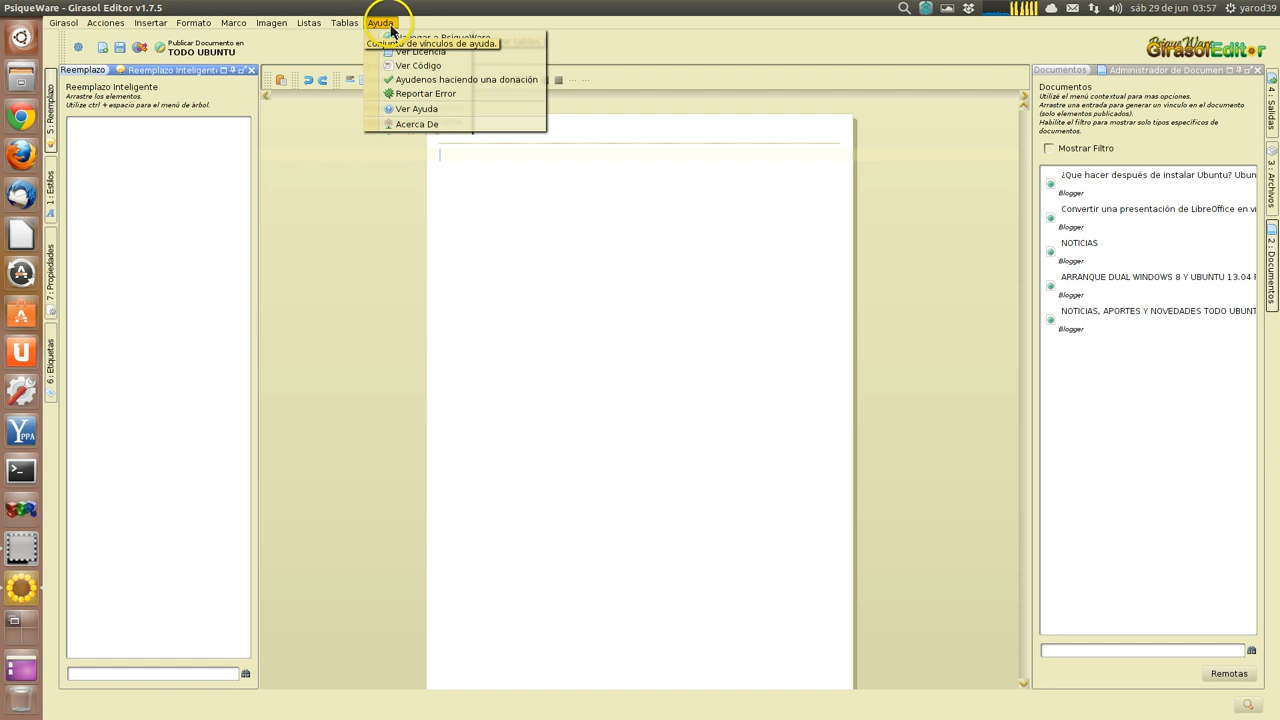 PsiqueWare - Girasol Editor v1.7.5
sáb 29 de jun 03:57
yarod39
Girasol Acciones Insertar Formato Marco Imagen Listas Tablas Ayuda
Navegar a PsiqueWare
Conjunto de vínculos de ayuda.
Ver Licencia
Ver Código
Ayudenos haciendo una donación
Reportar Error
Ver Ayuda
Acerca De
Publicar Documento en
TODO UBUNTU
PsiqueWare
GirasolEditor
Reemplazo
Reemplazo Inteligent
Reemplazo Inteligente
Arrastre los elementos.
Utilize ctrl + espacio para el menú de árbol.
5: Reemplazo
1: Estilos
7: Propiedades
6: Etiquetas
Documentos
Administrador de Documen
Documentos
Utilizé el menú contextual para mas opciones.
Arrastre una entrada para generar un vinculo en el documento
(solo elementos publicados).
Habilite el filtro para mostrar solo tipos específicos de
documentos.
Mostrar Filtro
¿Que hacer después de instalar Ubuntu? Ubun
Blogger
Convertir una presentación de LibreOffice en vi
Blogger
NOTICIAS
Blogger
ARRANQUE DUAL WINDOWS 8 Y UBUNTU 13.04 F
Blogger
NOTICIAS, APORTES Y NOVEDADES TODO UBUNT
Blogger
Remotas
4: Salidas
3: Archivos
2: Documentos